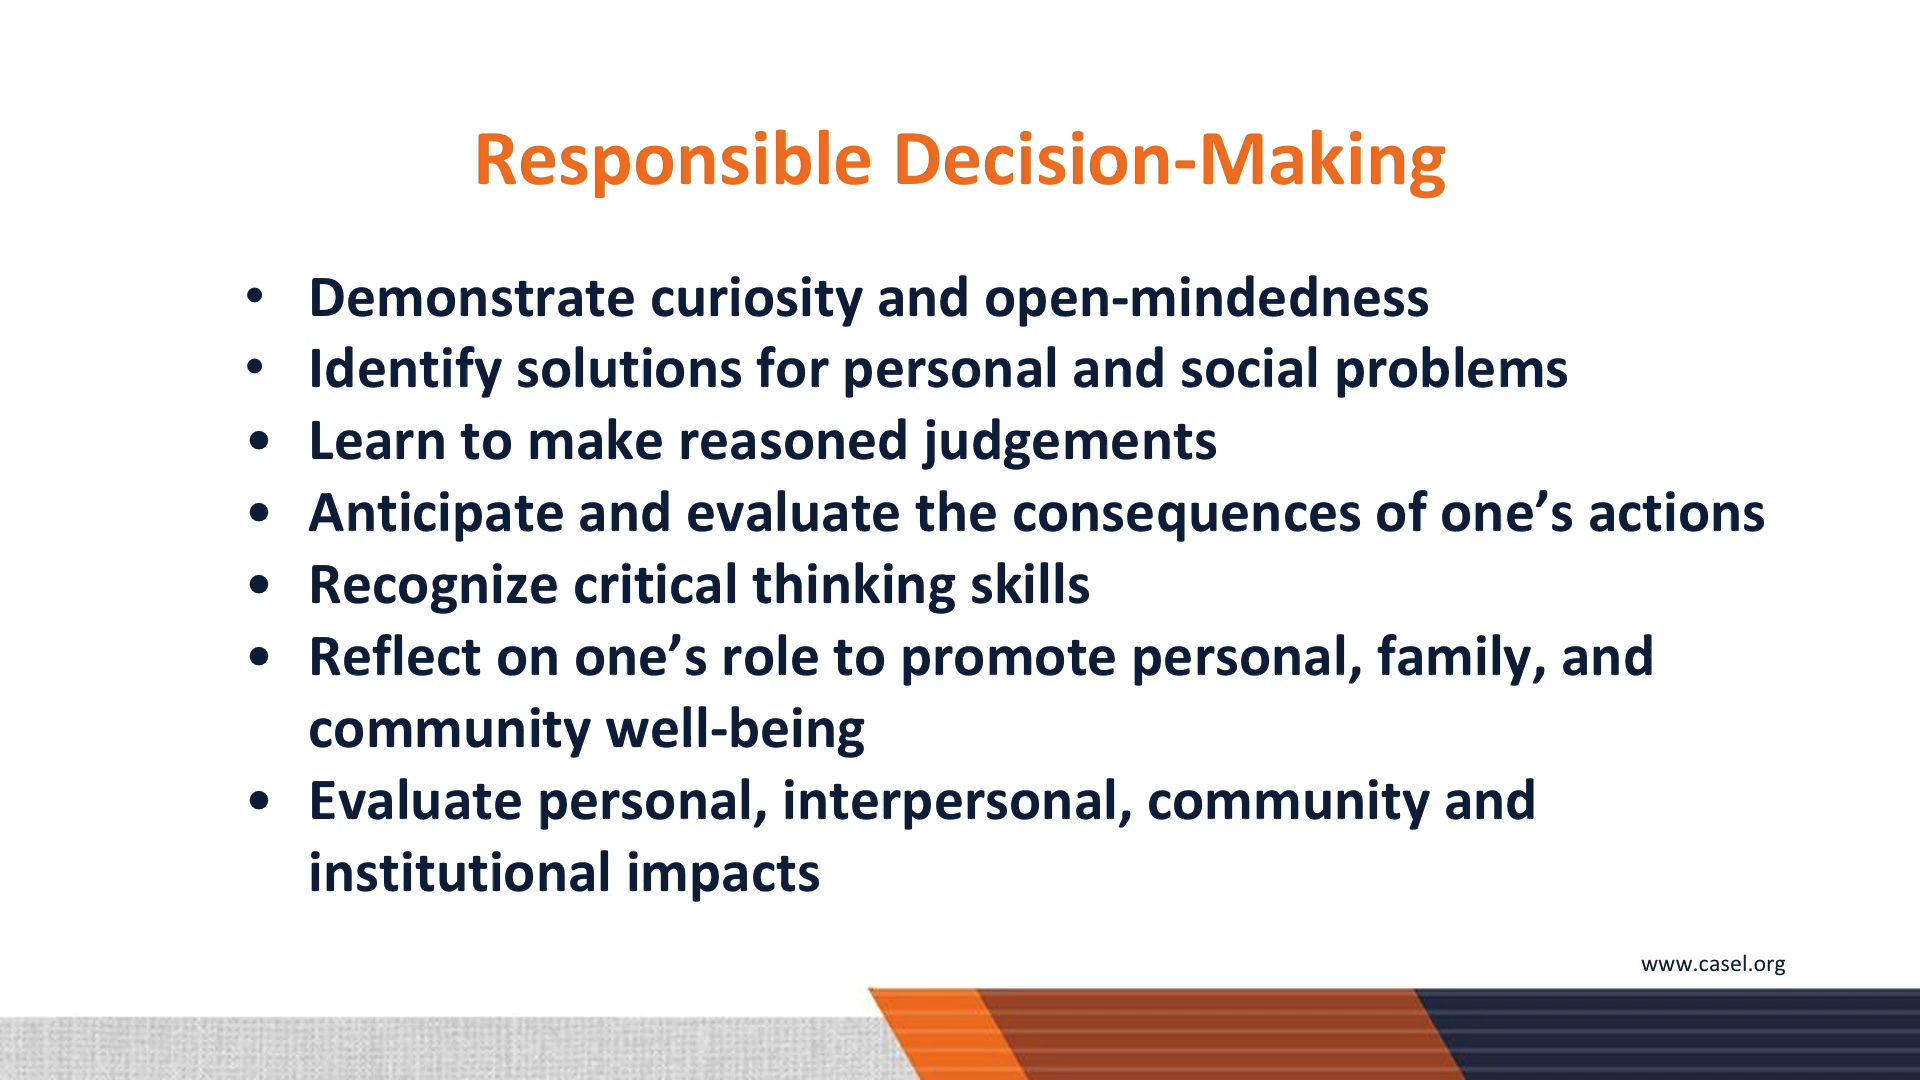 Responsible Decision-Making
• Demonstrate curiosity and open-mindedness
• Identify solutions for personal and social problems
• Learn to make reasoned judgements
• Anticipate and evaluate the consequences of one’s actions
• Recognize critical thinking skills
• Reflect on one’s role to promote personal, family, and
community well-being
• Evaluate personal, interpersonal, community and
institutional impacts
www.casel.org